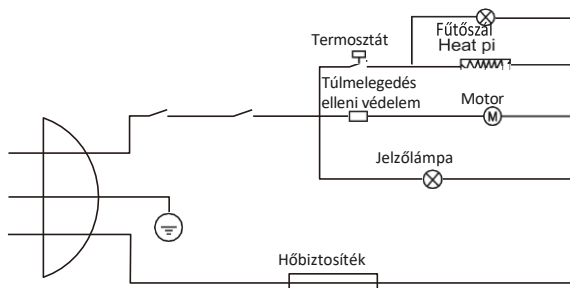 Fűtőszál
Termosztát
Heat pi
Túlmelegedés
elleni védelem
Motor
M
Jelzőlámpa
Hőbiztosíték